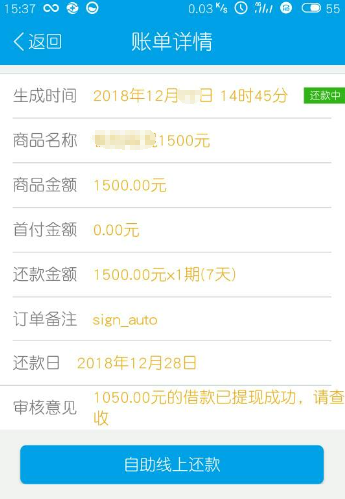 15:37 0.03 K/s 55
返回 账单详情
生成时间 2018年12月 日 14时45分 还款中
商品名称 1500元
商品金额 1500.00元
首付金额 0.00元
还款金额 1500.00元x1期(7天)
订单备注 sign_auto
还款日 2018年12月28日
审核意见 1050.00元的借款已提现成功，请查
收
自助线上还款